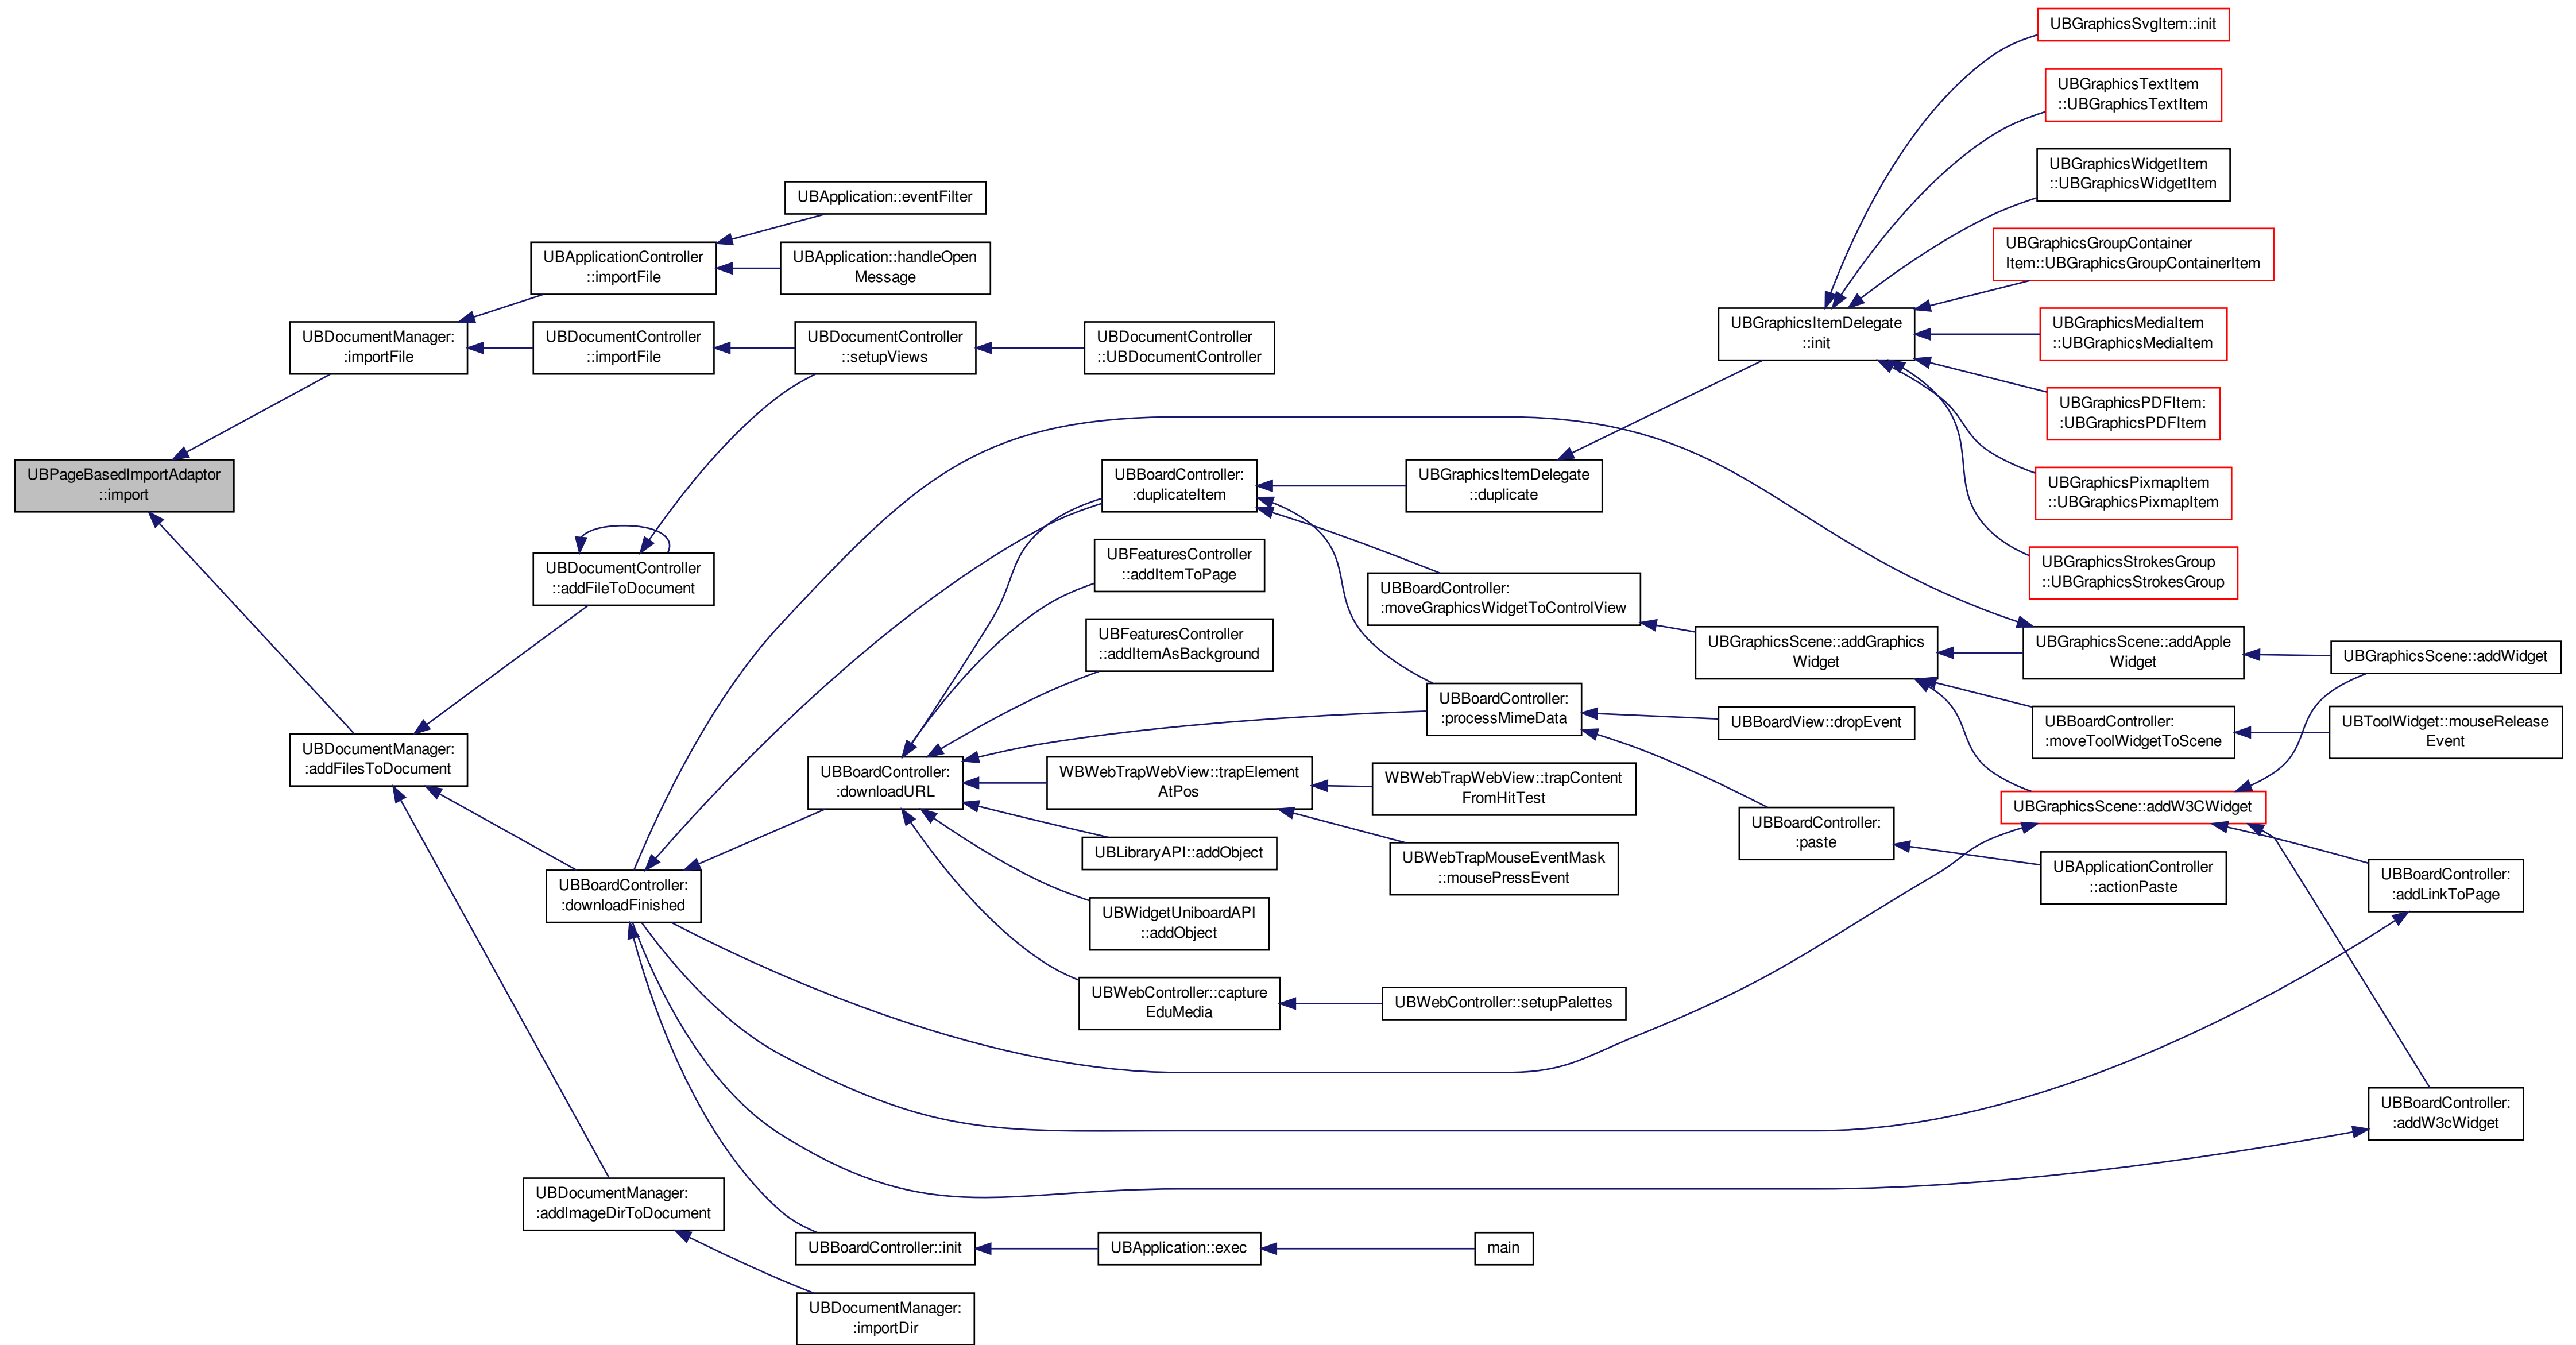 UBGraphicsSvgItem::init
UBGraphicsTextItem
::UBGraphicsTextItem
UBGraphicsWidgetItem
::UBGraphicsWidgetItem
UBApplication::eventFilter
UBGraphicsGroupContainer
Item::UBGraphicsGroupContainerItem
UBApplicationController
::importFile
UBApplication::handleOpen
Message
UBDocumentManager:
:importFile
UBDocumentController
::importFile
UBDocumentController
::setupViews
UBDocumentController
::UBDocumentController
UBGraphicsItemDelegate
::init
UBGraphicsMediaItem
::UBGraphicsMediaItem
UBGraphicsPDFItem:
:UBGraphicsPDFItem
UBPageBasedImportAdaptor
::import
UBBoardController:
:duplicateItem
UBGraphicsItemDelegate
::duplicate
UBGraphicsPixmapItem
::UBGraphicsPixmapItem
UBDocumentController
::addFileToDocument
UBFeaturesController
::addItemToPage
UBBoardController:
:moveGraphicsWidgetToControlView
UBGraphicsStrokesGroup
::UBGraphicsStrokesGroup
UBFeaturesController
::addItemAsBackground
UBGraphicsScene::addGraphics
Widget
UBGraphicsScene::addApple
Widget
UBGraphicsScene::addWidget
UBBoardController:
:processMimeData
UBBoardView::dropEvent
UBBoardController:
:moveToolWidgetToScene
UBToolWidget::mouseRelease
Event
UBDocumentManager:
:addFilesToDocument
UBBoardController:
:downloadURL
WBWebTrapWebView::trapElement
AtPos
WBWebTrapWebView::trapContent
FromHitTest
UBGraphicsScene::addW3CWidget
UBBoardController:
:paste
UBLibraryAPI::addObject
UBWebTrapMouseEventMask
::mousePressEvent
UBApplicationController
::actionPaste
UBBoardController:
:addLinkToPage
UBBoardController:
:downloadFinished
UBWidgetUniboardAPI
::addObject
UBWebController::capture
EduMedia
UBWebController::setupPalettes
UBBoardController:
:addW3cWidget
UBDocumentManager:
:addImageDirToDocument
UBBoardController::init
UBApplication::exec
main
UBDocumentManager:
:importDir